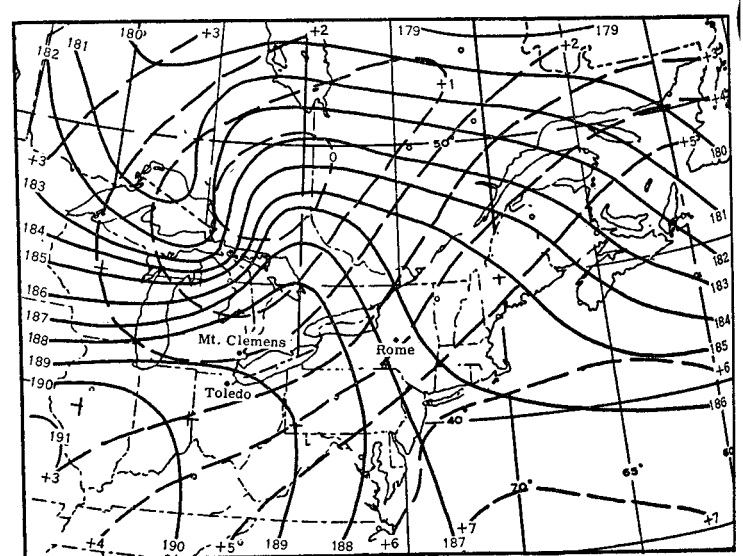 182 181 180 +3 +2 179 179 +2 +3
+1 +4
50° +5
+3 0 180
183
181
184 182
185 183
186
187 184
188 Mt. Clemens 185
189 Rome +6
190 Toledo 186
40°
191
65° 60
+3 70°
+7 +7
+4 190 +5° 189 188 +6 187